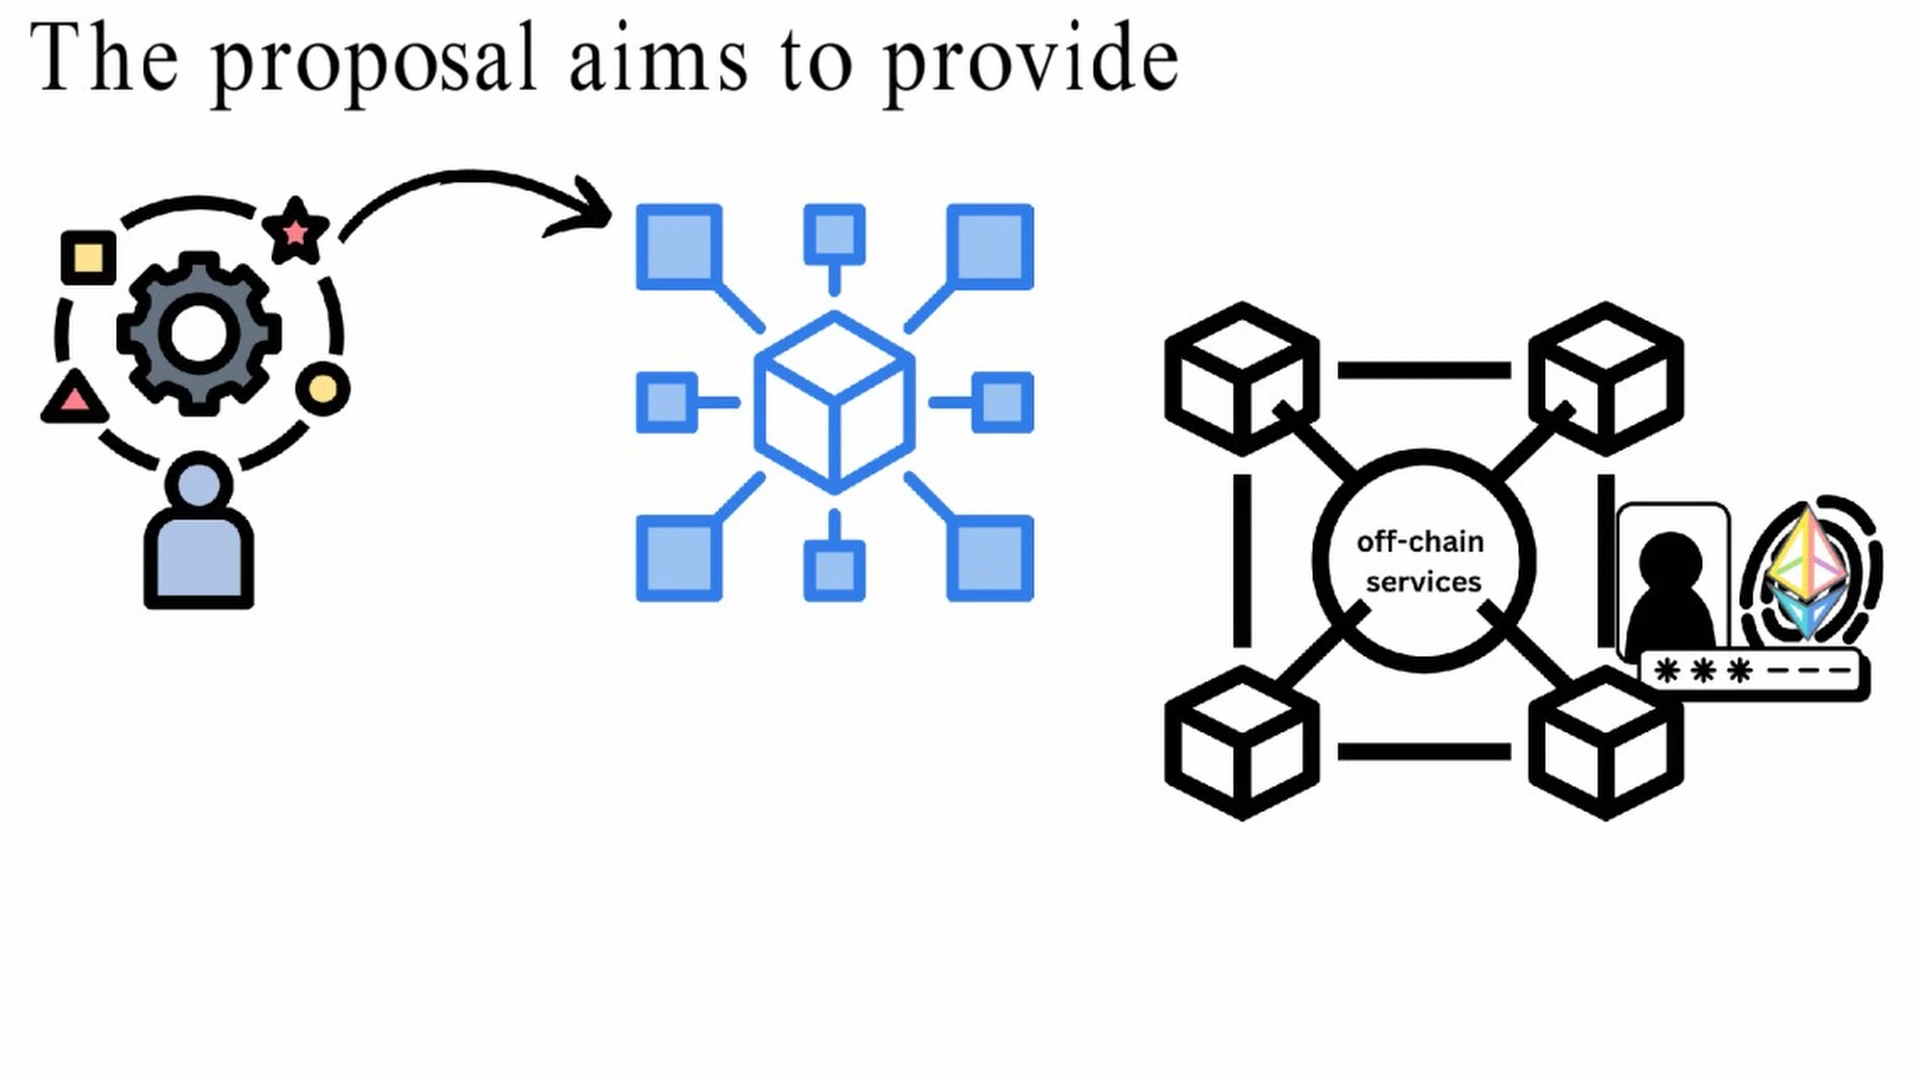 The proposal aims to provide
off-chain
services
*** ---